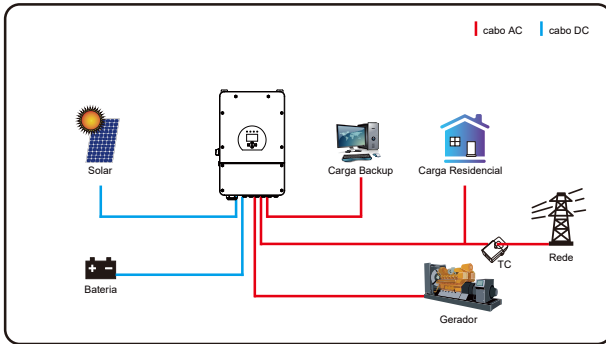 cabo AC
cabo DC
Solar
Carga Backup
Carga Residencial
TC
Rede
Bateria
Gerador